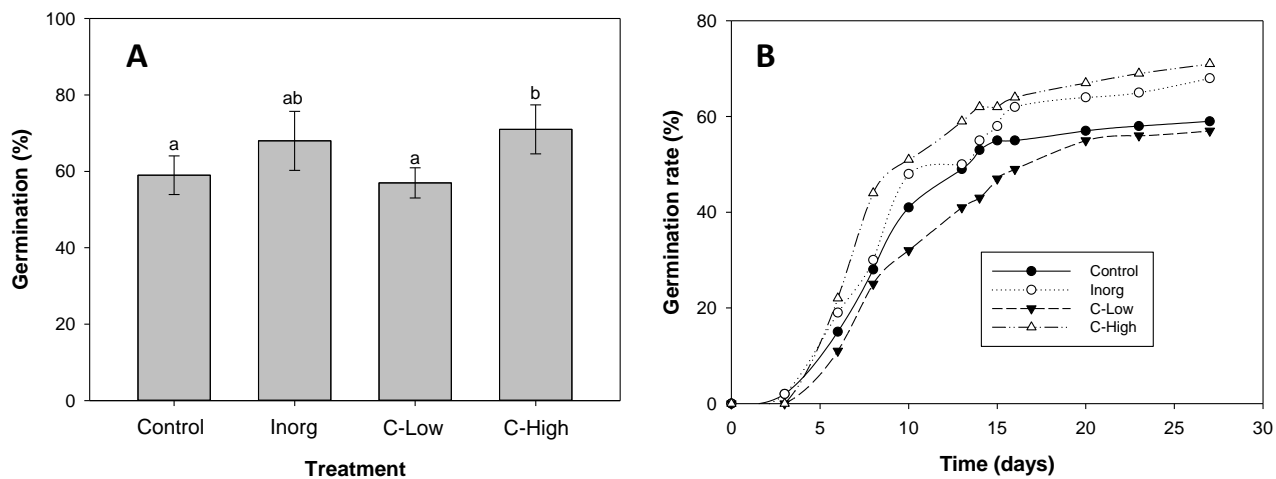 A
Germination (%)
100
80
60
40
20
0
a
ab
a
b
Control
Inorg
C-Low
C-High
Treatment
B
Germination rate (%)
80
60
40
20
0
Control
Inorg
C-Low
C-High
0
5
10
15
20
25
30
Time (days)